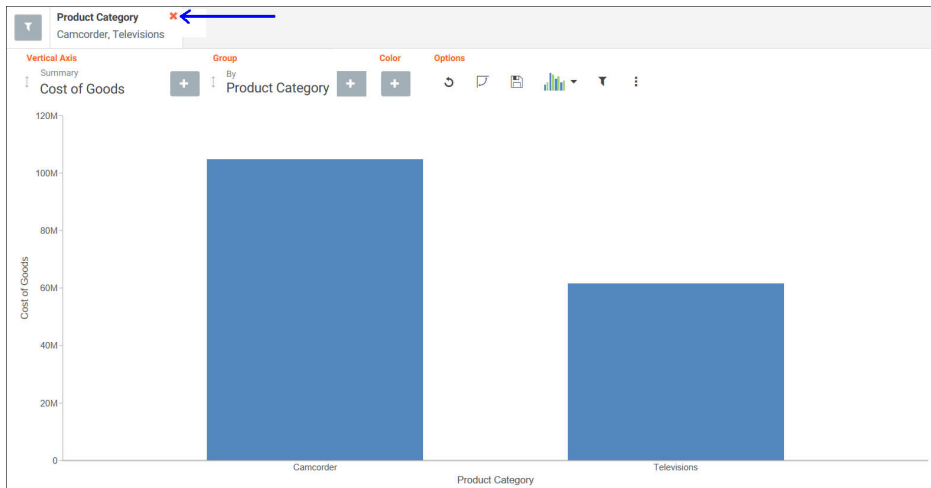 Product Category
Camcorder, Televisions
Vertical Axis Group Color Options
Summary By
Cost of Goods + Product Category + +
120M
100M
80M
60M
40M
20M
0
Cost of Goods
Camcorder Televisions
Product Category